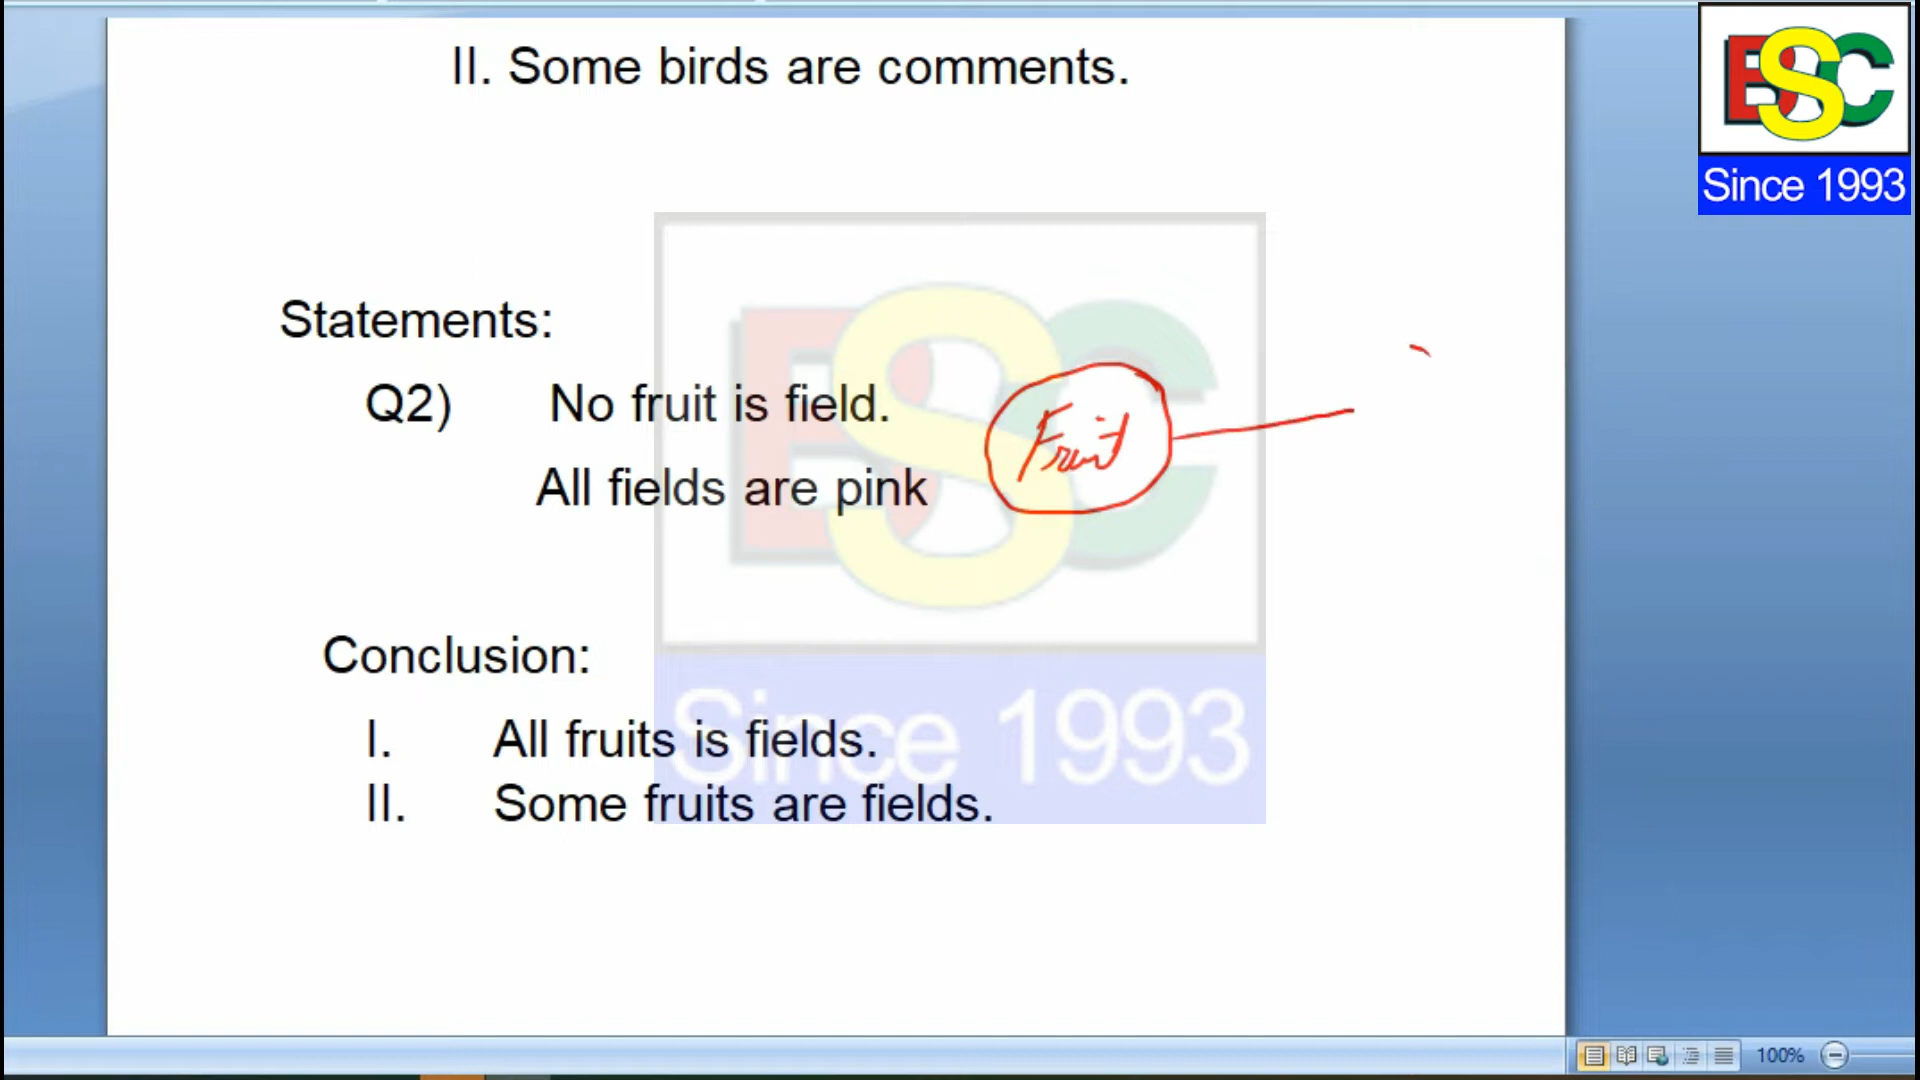 II. Some birds are comments.
ESC
Since 1993
Statements:
Q2) No fruit is field.
Fruit
All fields are pink
Conclusion:
I. All fruits is fields.
II. Some fruits are fields.
ESC
Since 1993
100%